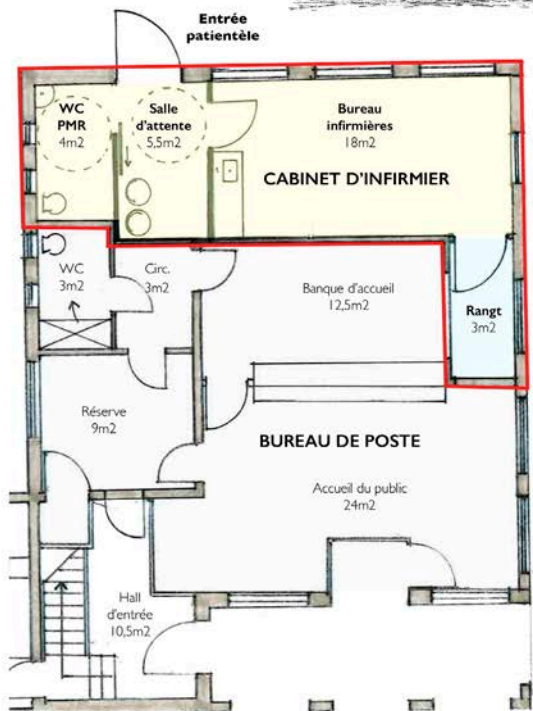 Entrée
patientèle
WC
PMR
4m2
Salle
d'attente
5,5m2
Bureau
infirmières
18m2
CABINET D'INFIRMIER
WC
3m2
Circ.
3m2
Banque d'accueil
12,5m2
Rangt
3m2
Réserve
9m2
BUREAU DE POSTE
Accueil du public
24m2
Hall
d'entrée
10,5m2